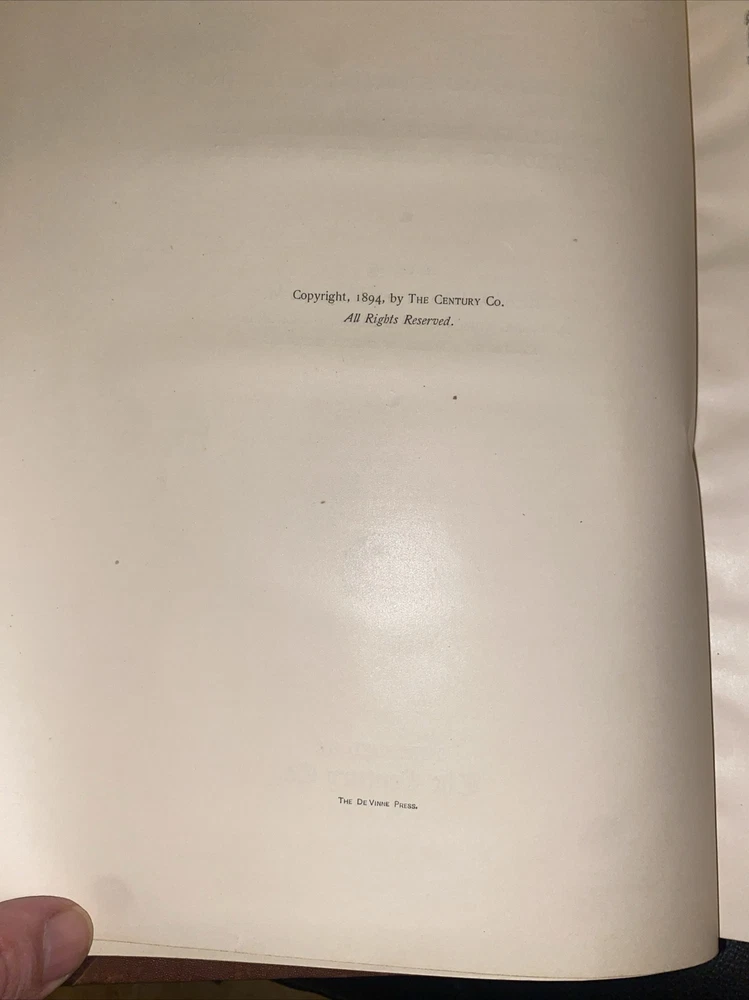 Copyright, 1894, by THE CENTURY CO.
All Rights Reserved.
THE DE VINNE PRESS.